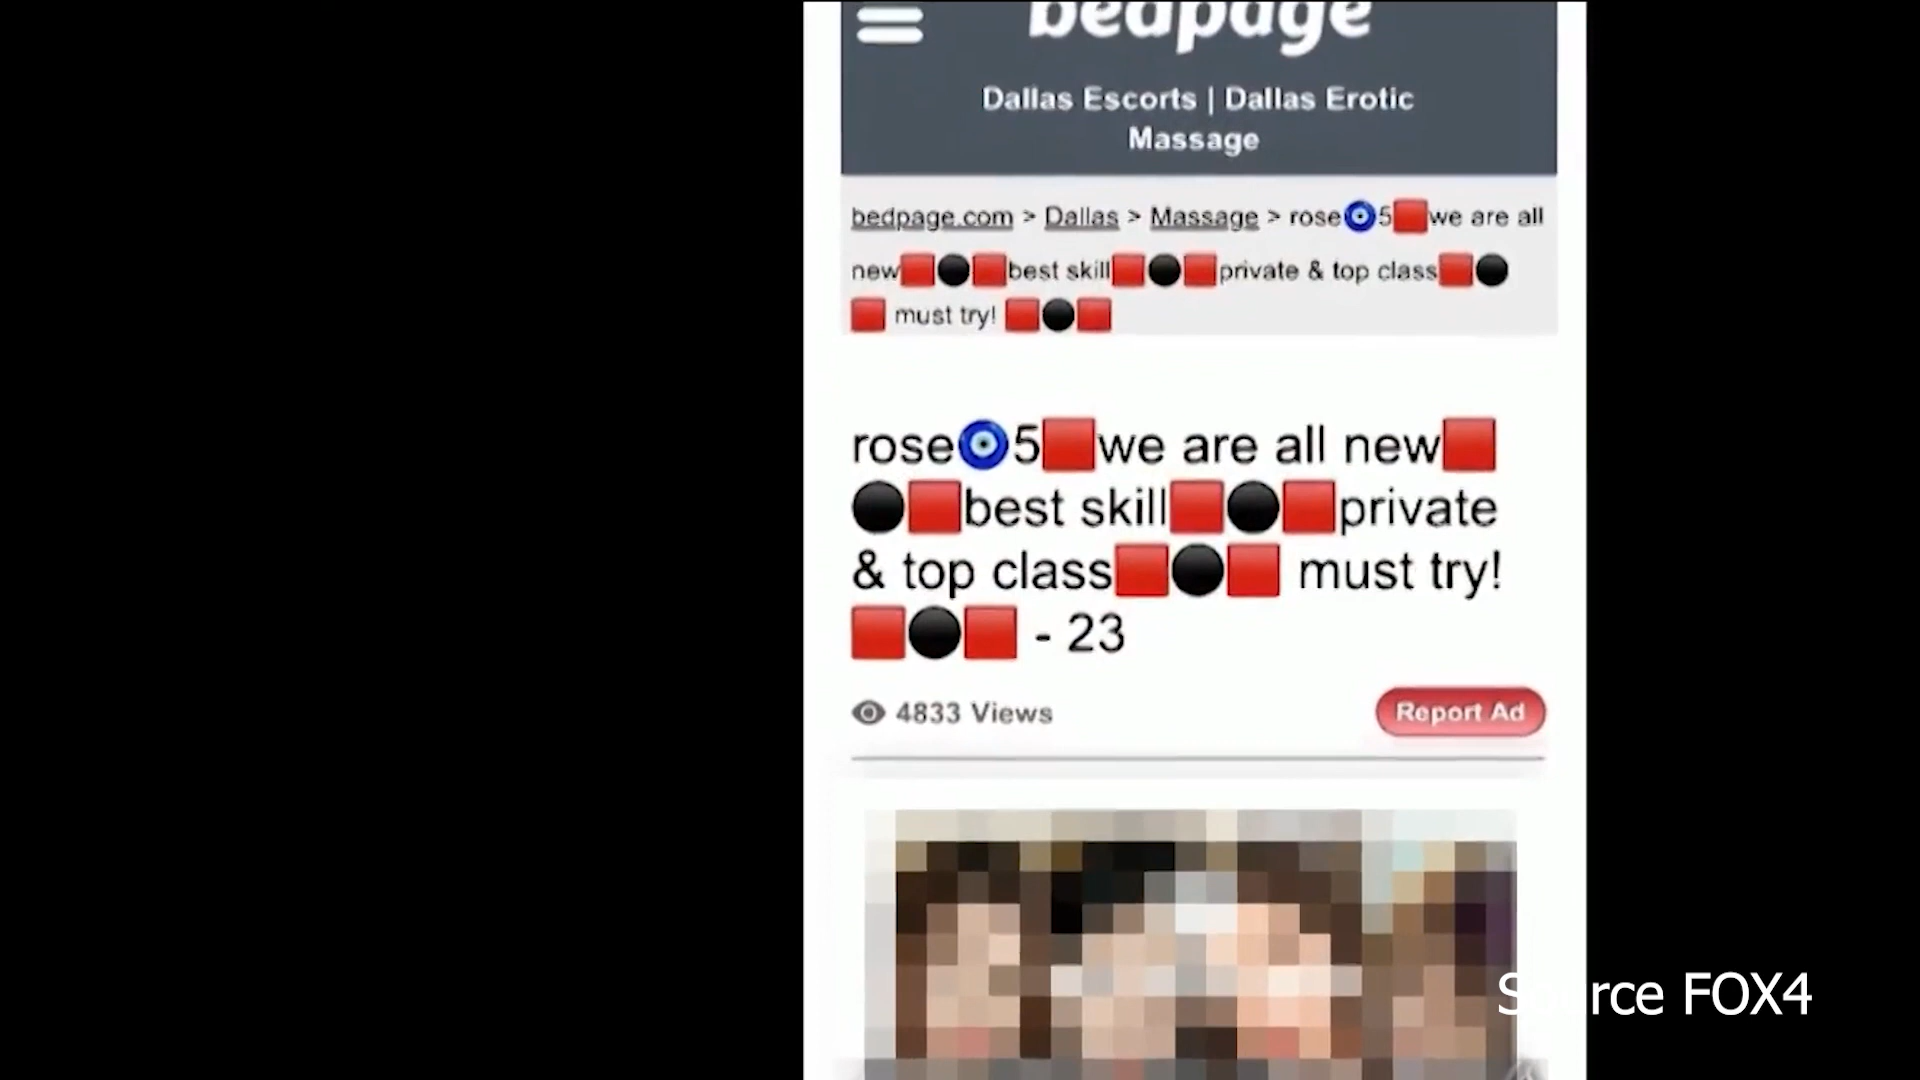 bedpage
Dallas Escorts | Dallas Erotic
Massage
bedpage.com > Dallas > Massage > rose🧿5🟥we are all
new🟥⚫🟥best skill🟥⚫🟥private & top class🟥⚫
🟥 must try! 🟥⚫🟥
rose🧿5🟥we are all new🟥
⚫🟥best skill🟥⚫🟥private
& top class🟥⚫🟥 must try!
🟥⚫🟥 - 23
4833 Views
Report Ad
Source FOX4